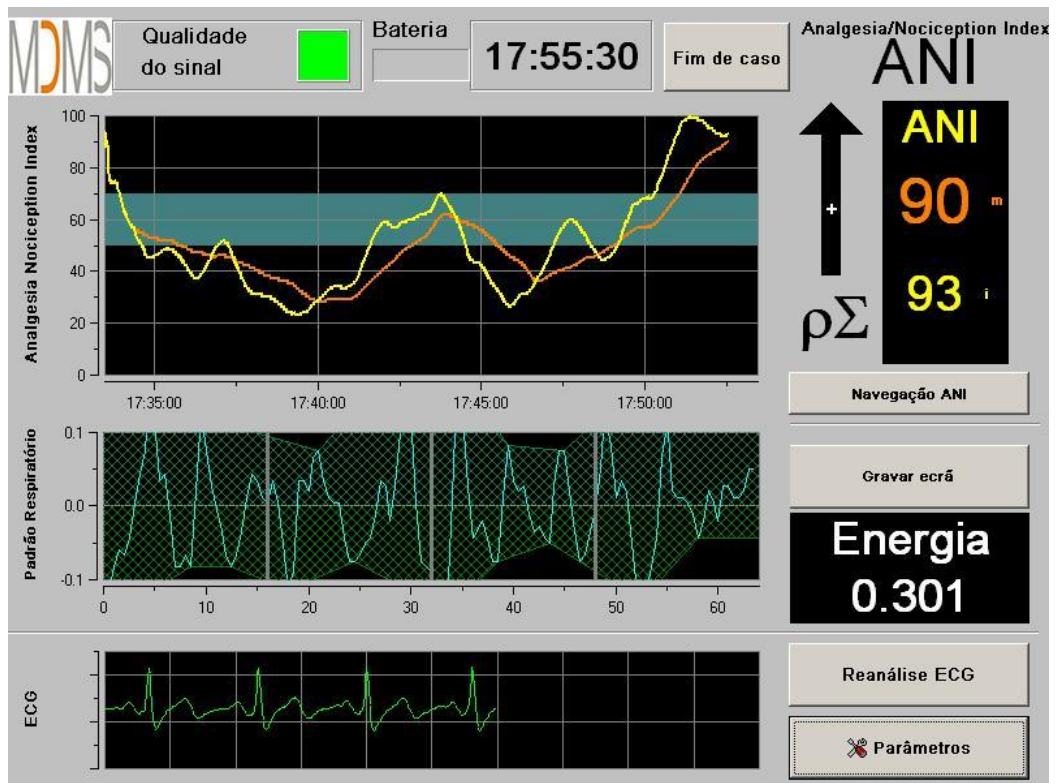 MDMS
Qualidade
do sinal
Bateria
17:55:30
Fim de caso
Analgesia/Nociception Index
ANI
Analgesia Nociception Index
100
80
60
40
20
0
17:35:00
17:40:00
17:45:00
17:50:00
+
ρΣ
ANI
90 m
93 i
Navegação ANI
Padrão Respiratório
0.1
0.0
-0.1
0
10
20
30
40
50
60
Gravar ecrã
Energia
0.301
ECG
Reanálise ECG
Parâmetros